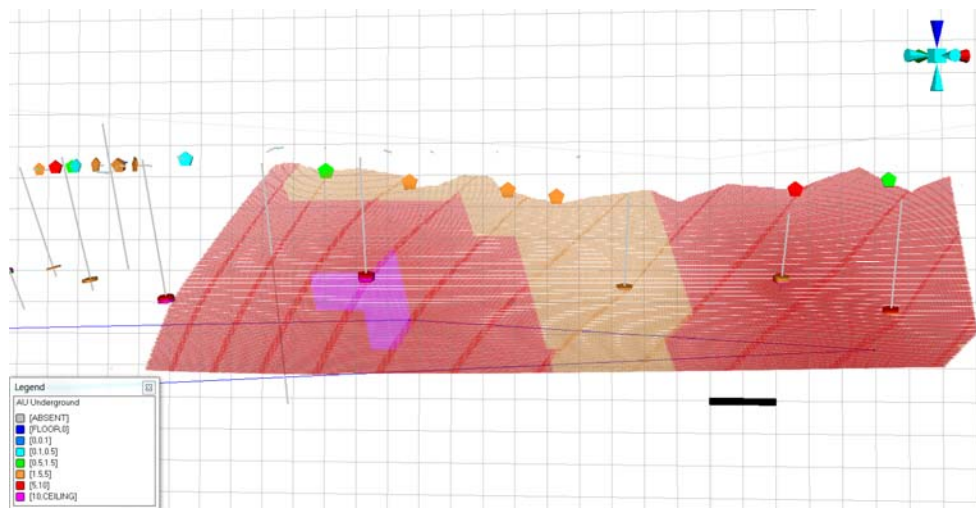 Legend
AU Underground
[ABSENT]
[FLOOR,0]
[0,0.1]
[0.1,0.5]
[0.5,1.5]
[1.5,5]
[5,10]
[10,CEILING]